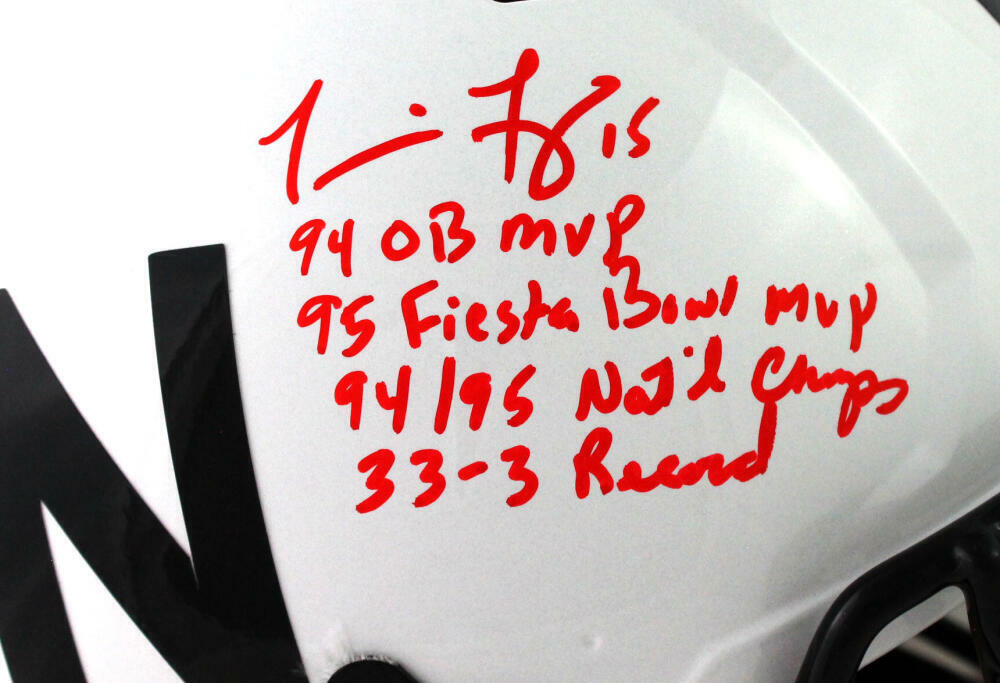 15
94 OB MVP
95 Fiesta Bowl MVP
94/95 Nat'l Champs
33-3 Record
N